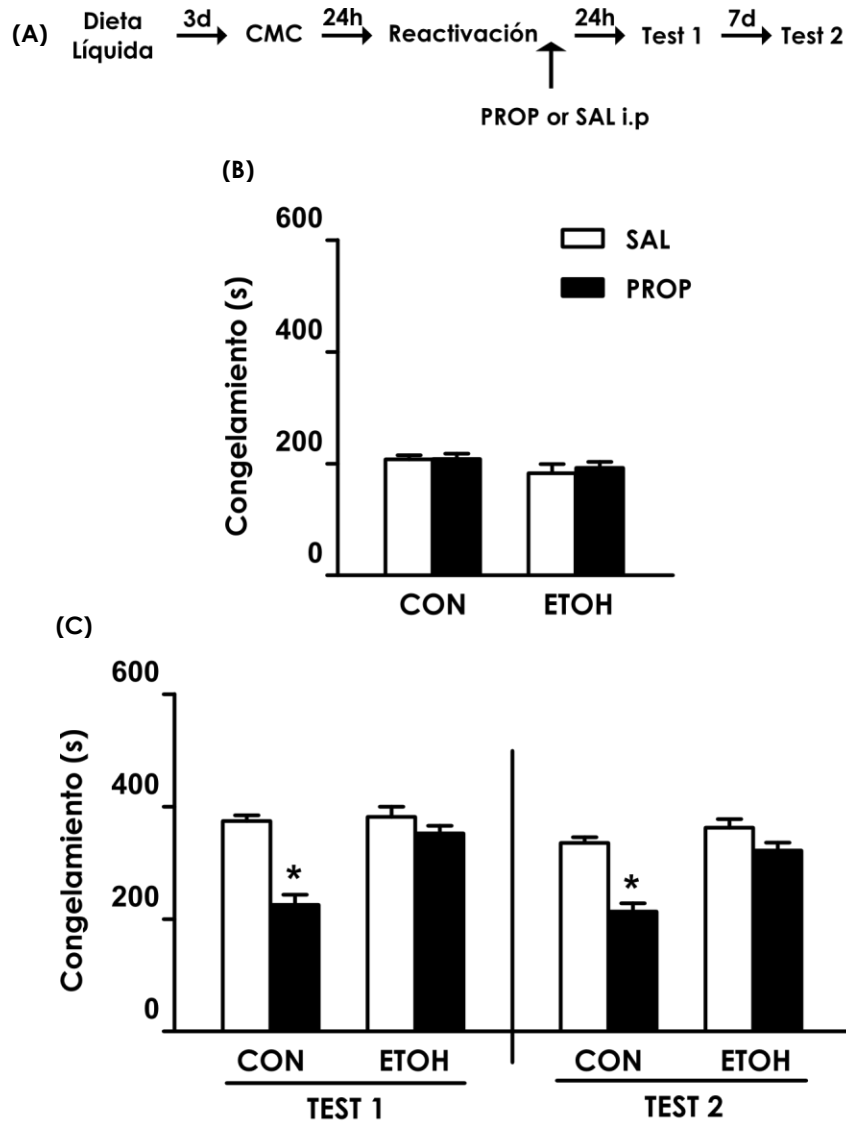 (A) Dieta Líquida 3d CMC 24h Reactivación 24h Test 1 7d Test 2
PROP or SAL i.p
(B)
600
400
200
0
Congelamiento (s)
SAL
PROP
CON ETOH
(C)
600
400
200
0
Congelamiento (s)
*
*
CON ETOH CON ETOH
TEST 1 TEST 2